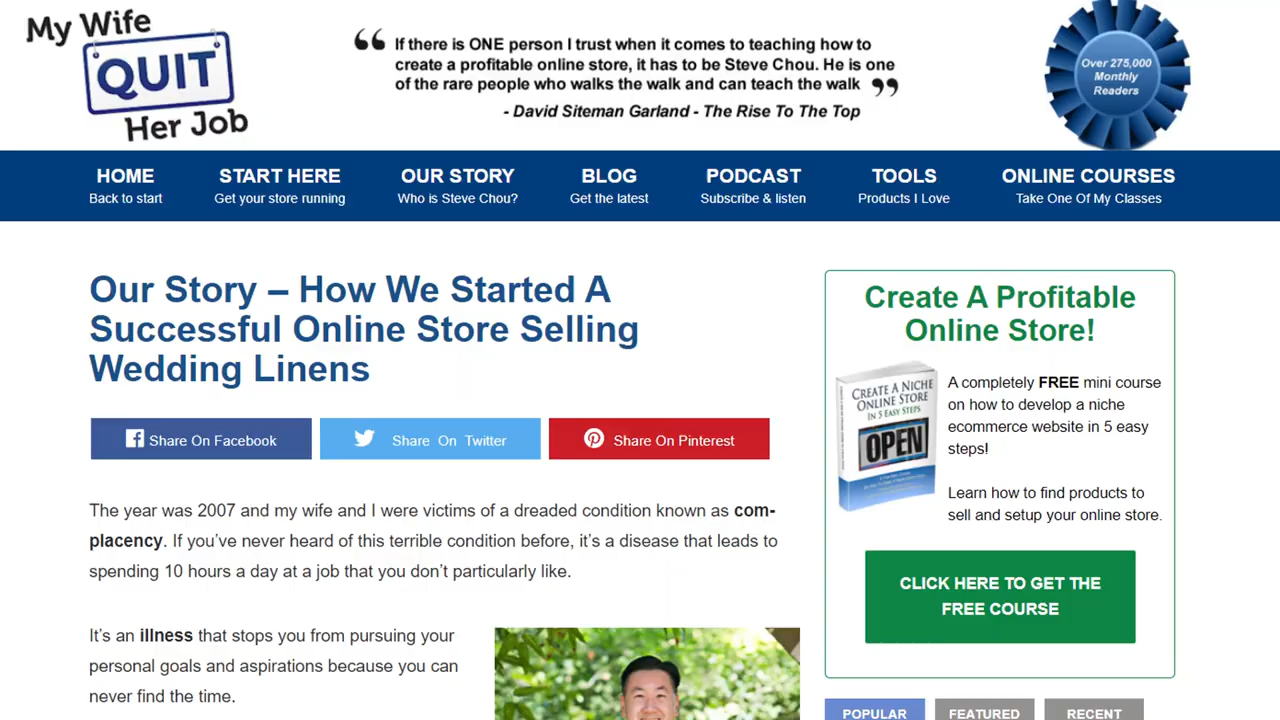 My Wife
QUIT
Her Job
“ If there is ONE person I trust when it comes to teaching how to
create a profitable online store, it has to be Steve Chou. He is one
of the rare people who walks the walk and can teach the walk ”
- David Siteman Garland - The Rise To The Top
Over 275,000
Monthly
Readers
HOME
Back to start
START HERE
Get your store running
OUR STORY
Who is Steve Chou?
BLOG
Get the latest
PODCAST
Subscribe & listen
TOOLS
Products I Love
ONLINE COURSES
Take One Of My Classes
Our Story – How We Started A
Successful Online Store Selling
Wedding Linens
Share On Facebook
Share On Twitter
Share On Pinterest
The year was 2007 and my wife and I were victims of a dreaded condition known as com-
placency. If you’ve never heard of this terrible condition before, it’s a disease that leads to
spending 10 hours a day at a job that you don’t particularly like.
It’s an illness that stops you from pursuing your
personal goals and aspirations because you can
never find the time.
Create A Profitable
Online Store!
CREATE A NICHE
ONLINE STORE
IN 5 EASY STEPS
OPEN
A completely FREE mini course
on how to develop a niche
ecommerce website in 5 easy
steps!
Learn how to find products to
sell and setup your online store.
CLICK HERE TO GET THE
FREE COURSE
POPULAR
FEATURED
RECENT